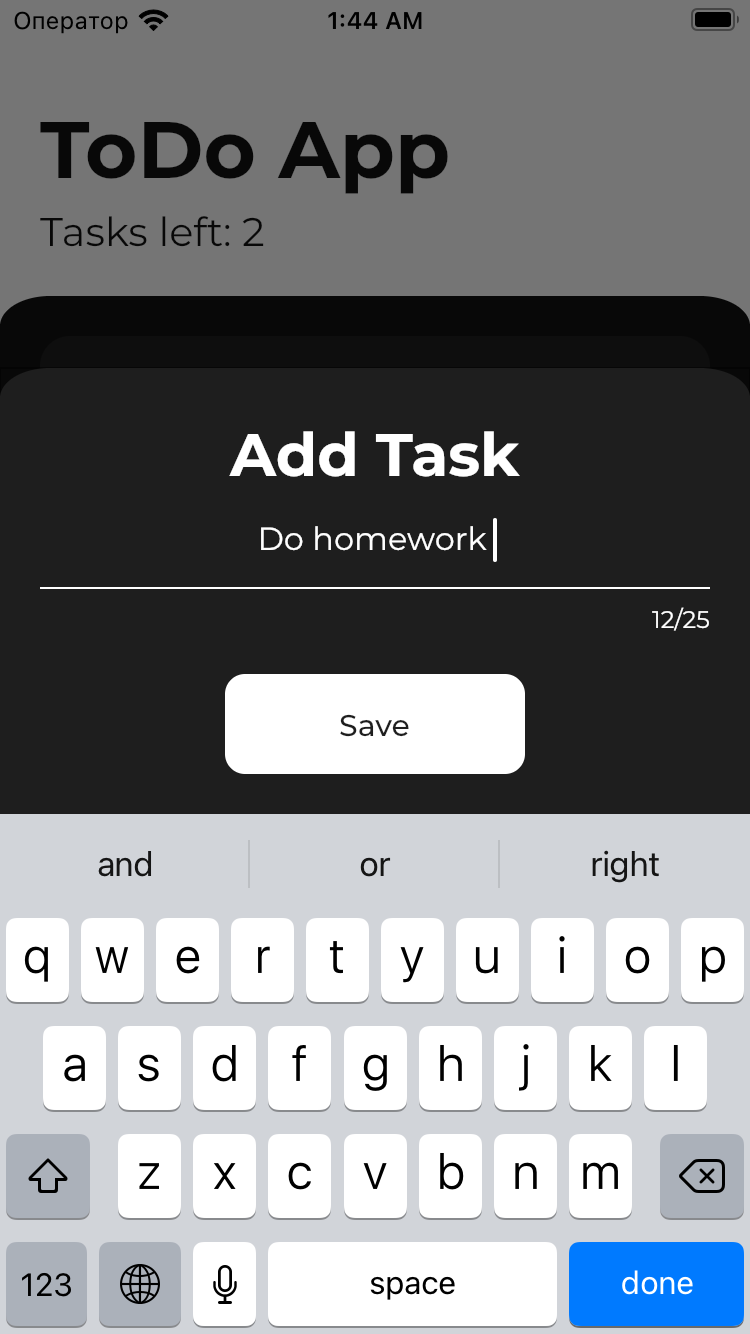 Оператор 1:44 AM
ToDo App
Tasks left: 2
Add Task
Do homework
12/25
Save
and or right
q w e r t y u i o p
a s d f g h j k l
z x c v b n m
123 space done